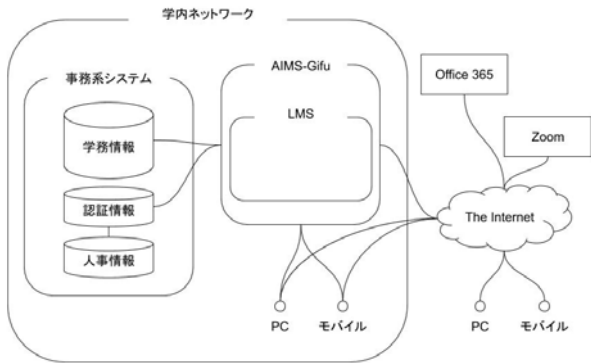 学内ネットワーク
事務系システム
学務情報
認証情報
人事情報
AIMS-Gifu
LMS
Office 365
Zoom
The Internet
PC
モバイル
PC
モバイル